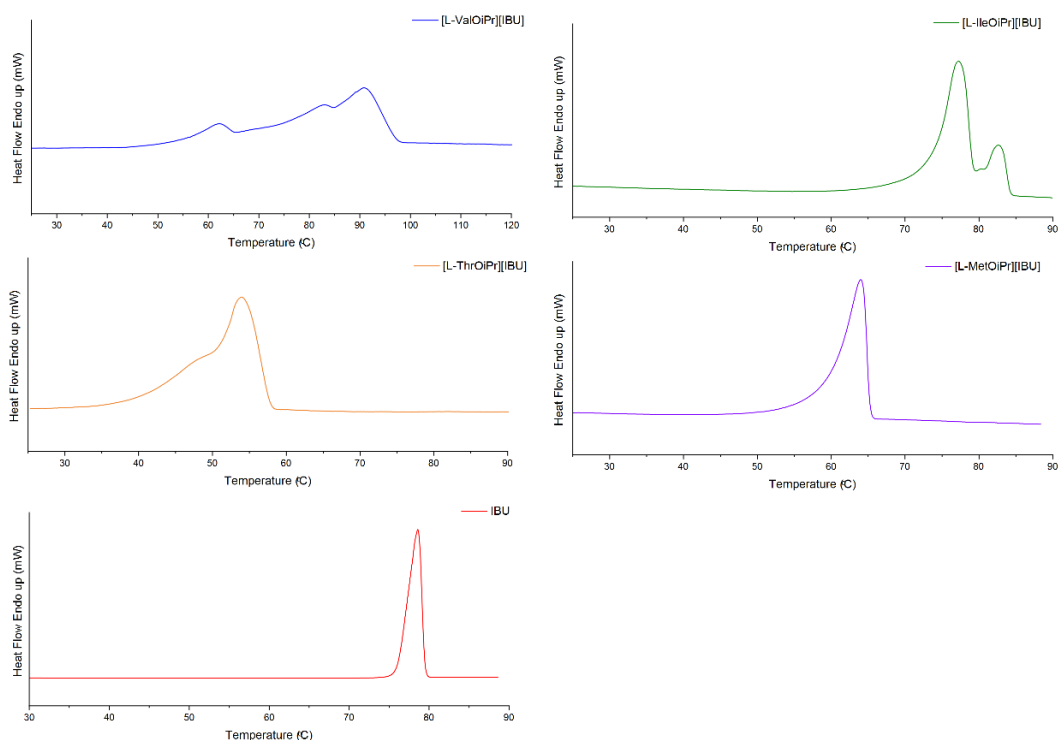 [L-ValOiPr][IBU]
Heat Flow Endo up (mW)
30 40 50 60 70 80 90 100 110 120
Temperature (°C)
[L-IleOiPr][IBU]
Heat Flow Endo up (mW)
30 40 50 60 70 80 90
Temperature (°C)
[L-ThrOiPr][IBU]
Heat Flow Endo up (mW)
30 40 50 60 70 80 90
Temperature (°C)
[L-MetOiPr][IBU]
Heat Flow Endo up (mW)
30 40 50 60 70 80 90
Temperature (°C)
IBU
Heat Flow Endo up (mW)
30 40 50 60 70 80 90
Temperature (°C)